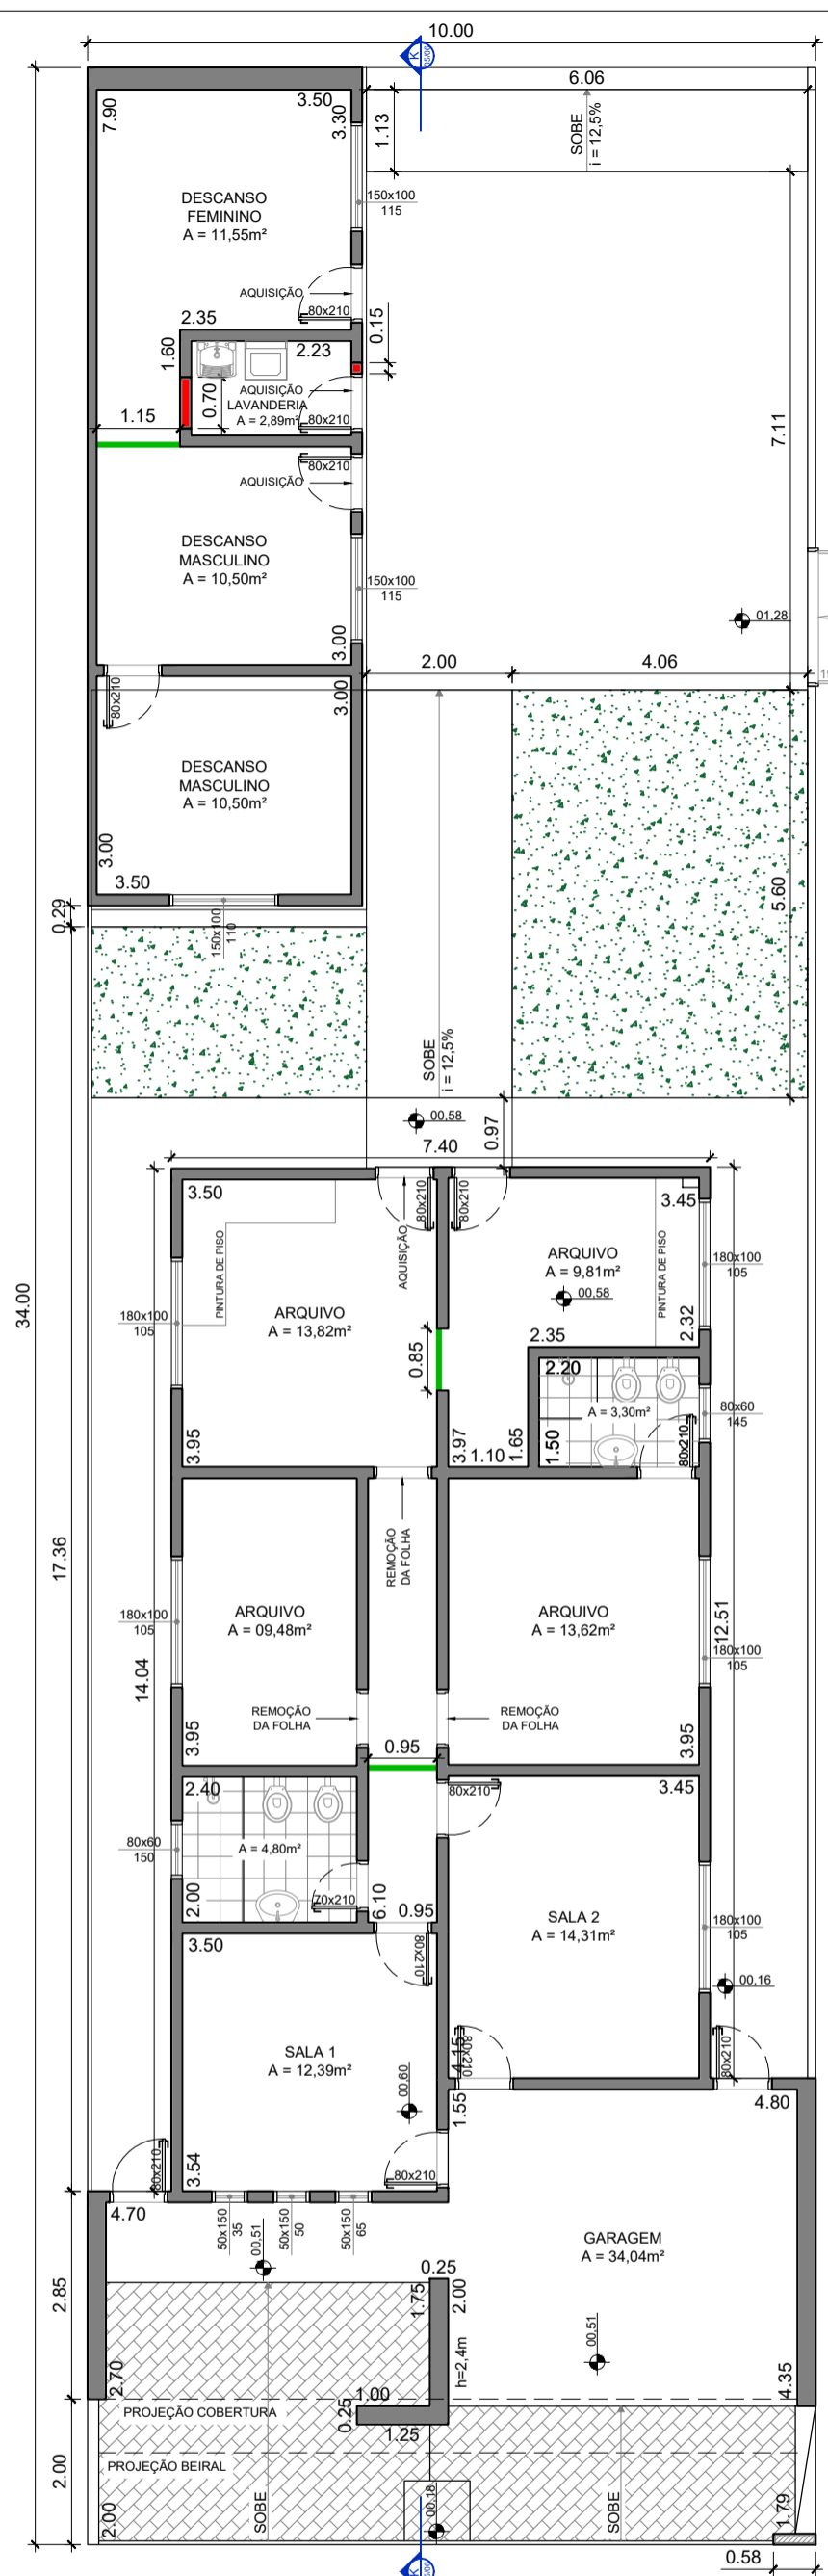 10.00
K
05/06
6.06
7.90
3.50
3.30
1.13
SOBE
i = 12,5%
DESCANSO
FEMININO
A = 11,55m²
150x100
115
AQUISIÇÃO
80x210
2.35
0.15
1.60
2.23
AQUISIÇÃO
LAVANDERIA
A = 2,89m²
0.70
80x210
1.15
7.11
80x210
AQUISIÇÃO
DESCANSO
MASCULINO
A = 10,50m²
150x100
115
01,28
3.00
2.00
4.06
80x210
3.00
DESCANSO
MASCULINO
A = 10,50m²
3.00
3.50
5.60
0.29
150x100
110
SOBE
i = 12,5%
00,58
0.97
7.40
3.50
80x210
80x210
3.45
AQUISIÇÃO
PINTURA DE PISO
ARQUIVO
A = 9,81m²
00,58
PINTURA DE PISO
180x100
105
34.00
180x100
105
ARQUIVO
A = 13,82m²
2.32
0.85
2.35
2.20
A = 3,30m²
80x60
145
3.95
3.97
1.10
1.65
1.50
80x210
17.36
REMOÇÃO
DA FOLHA
180x100
105
ARQUIVO
A = 09,48m²
ARQUIVO
A = 13,62m²
12.51
180x100
105
14.04
REMOÇÃO
DA FOLHA
REMOÇÃO
DA FOLHA
3.95
0.95
3.95
2.40
80x210
3.45
80x60
150
A = 4,80m²
2.00
70x210
6.10
0.95
SALA 2
A = 14,31m²
180x100
105
3.50
80x210
00,16
SALA 1
A = 12,39m²
00,60
4.15
80x210
80x210
1.55
4.80
3.54
80x210
80x210
4.70
50x150
35
50x150
50
50x150
65
00,51
GARAGEM
A = 34,04m²
0.25
2.85
1.75
2.00
00,51
2.70
h=2,4m
4.35
1.00
PROJEÇÃO COBERTURA
0.25
1.25
PROJEÇÃO BEIRAL
2.00
2.00
SOBE
00,18
SOBE
1.79
K
05/06
0.58